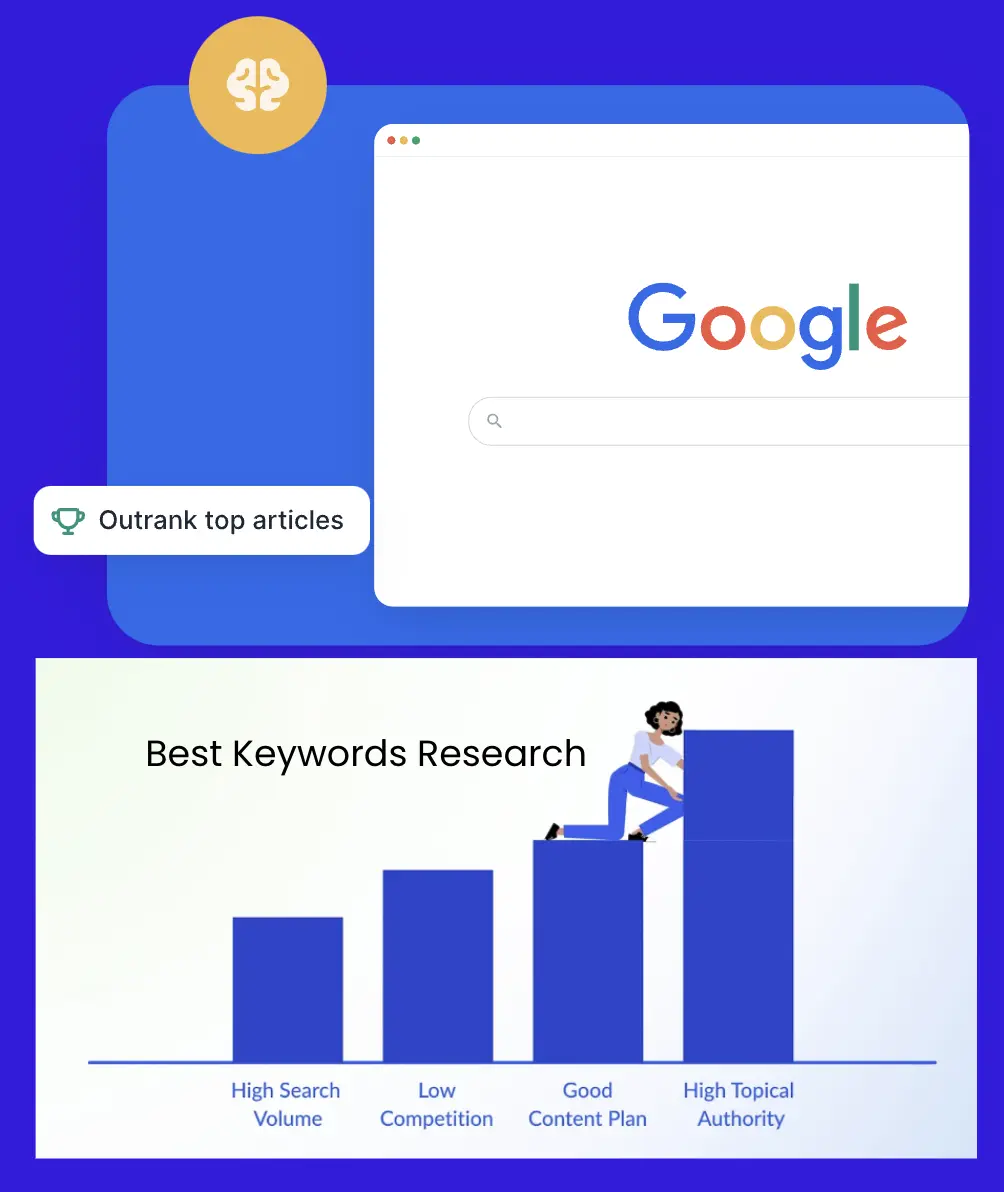 Google
Outrank top articles
Best Keywords Research
High Search
Volume
Low
Competition
Good
Content Plan
High Topical
Authority